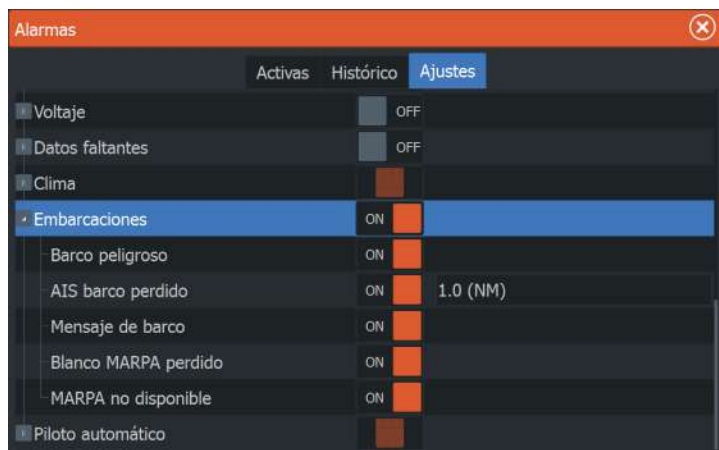 Alarmas
Activas Histórico Ajustes
Voltaje OFF
Datos faltantes OFF
Clima
Embarcaciones ON
Barco peligroso ON
AIS barco perdido ON 1.0 (NM)
Mensaje de barco ON
Blanco MARPA perdido ON
MARPA no disponible ON
Piloto automático